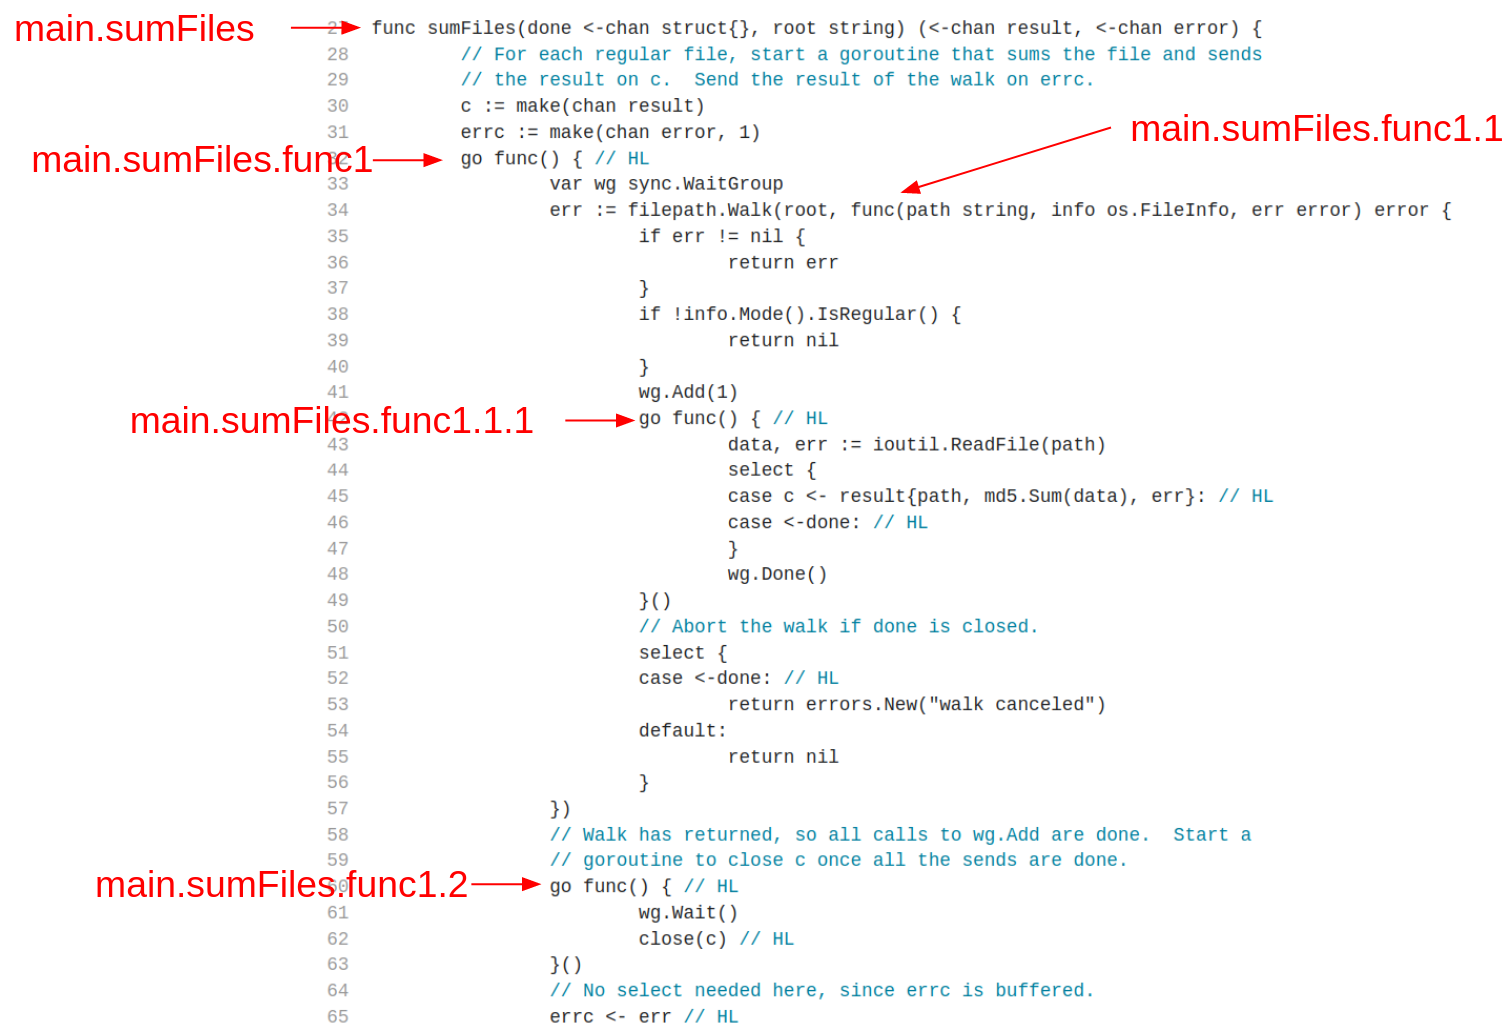 main.sumFiles
27 func sumFiles(done <-chan struct{}, root string) (<-chan result, <-chan error) {
28 // For each regular file, start a goroutine that sums the file and sends
29 // the result on c.  Send the result of the walk on errc.
30 c := make(chan result)
31 errc := make(chan error, 1)
main.sumFiles.func1.1
main.sumFiles.func1
32 go func() { // HL
33 var wg sync.WaitGroup
34 err := filepath.Walk(root, func(path string, info os.FileInfo, err error) error {
35 if err != nil {
36 return err
37 }
38 if !info.Mode().IsRegular() {
39 return nil
40 }
41 wg.Add(1)
main.sumFiles.func1.1.1
42 go func() { // HL
43 data, err := ioutil.ReadFile(path)
44 select {
45 case c <- result{path, md5.Sum(data), err}: // HL
46 case <-done: // HL
47 }
48 wg.Done()
49 }()
50 // Abort the walk if done is closed.
51 select {
52 case <-done: // HL
53 return errors.New("walk canceled")
54 default:
55 return nil
56 }
57 })
58 // Walk has returned, so all calls to wg.Add are done.  Start a
59 // goroutine to close c once all the sends are done.
main.sumFiles.func1.2
60 go func() { // HL
61 wg.Wait()
62 close(c) // HL
63 }()
64 // No select needed here, since errc is buffered.
65 errc <- err // HL